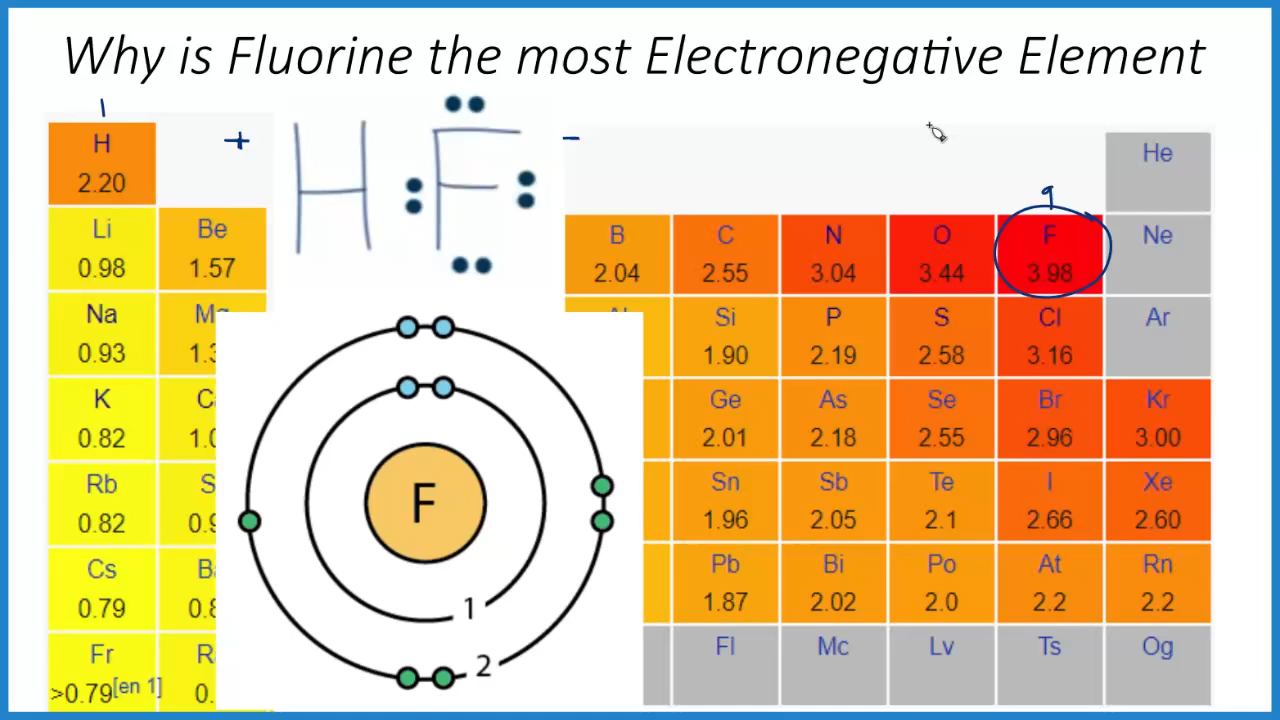 Why is Fluorine the most Electronegative Element
1
H
2.20
+
H : F :
-
9
He
Li
0.98
Be
1.57
B
2.04
C
2.55
N
3.04
O
3.44
F
3.98
Ne
Na
0.93
Si
1.90
P
2.19
S
2.58
Cl
3.16
Ar
K
0.82
Ge
2.01
As
2.18
Se
2.55
Br
2.96
Kr
3.00
Rb
0.82
Sn
1.96
Sb
2.05
Te
2.1
I
2.66
Xe
2.60
Cs
0.79
Pb
1.87
Bi
2.02
Po
2.0
At
2.2
Rn
2.2
Fr
>0.79[en 1]
Fl
Mc
Lv
Ts
Og
F
1
2